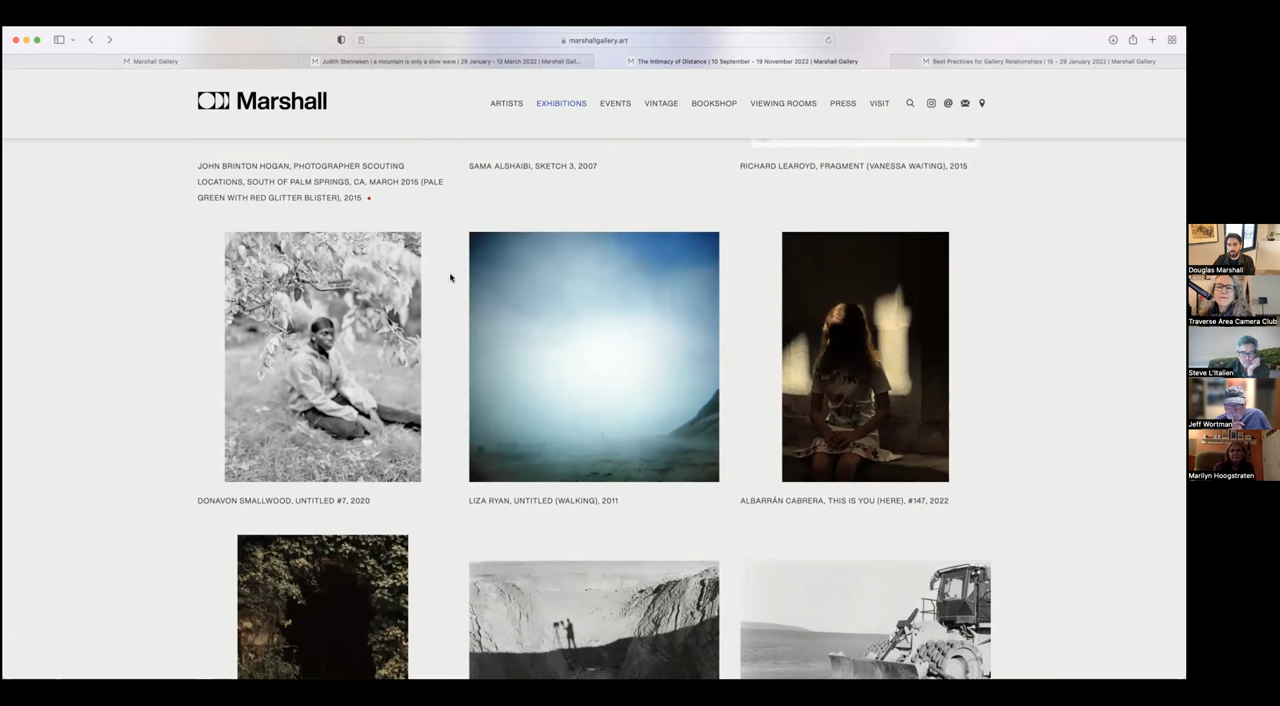 marshallgallery.art
Marshall Gallery
Judith Stenneken | a mountain is only a slow wave | 29 January - 12 March 2022 | Marshall Gall...
The Intimacy of Distance | 10 September - 19 November 2022 | Marshall Gallery
Best Practices for Gallery Relationships | 15 - 29 January 2022 | Marshall Gallery
Marshall
ARTISTS EXHIBITIONS EVENTS VINTAGE BOOKSHOP VIEWING ROOMS PRESS VISIT
JOHN BRINTON HOGAN, PHOTOGRAPHER SCOUTING
LOCATIONS, SOUTH OF PALM SPRINGS, CA, MARCH 2015 (PALE
GREEN WITH RED GLITTER BLISTER), 2015
SAMA ALSHAIBI, SKETCH 3, 2007
RICHARD LEAROYD, FRAGMENT (VANESSA WAITING), 2015
DONAVON SMALLWOOD, UNTITLED #7, 2020
LIZA RYAN, UNTITLED (WALKING), 2011
ALBARRÁN CABRERA, THIS IS YOU (HERE), #147, 2022
Douglas Marshall
Traverse Area Camera Club
Steve L'Italien
Jeff Wortman
Marilyn Hoogstraten